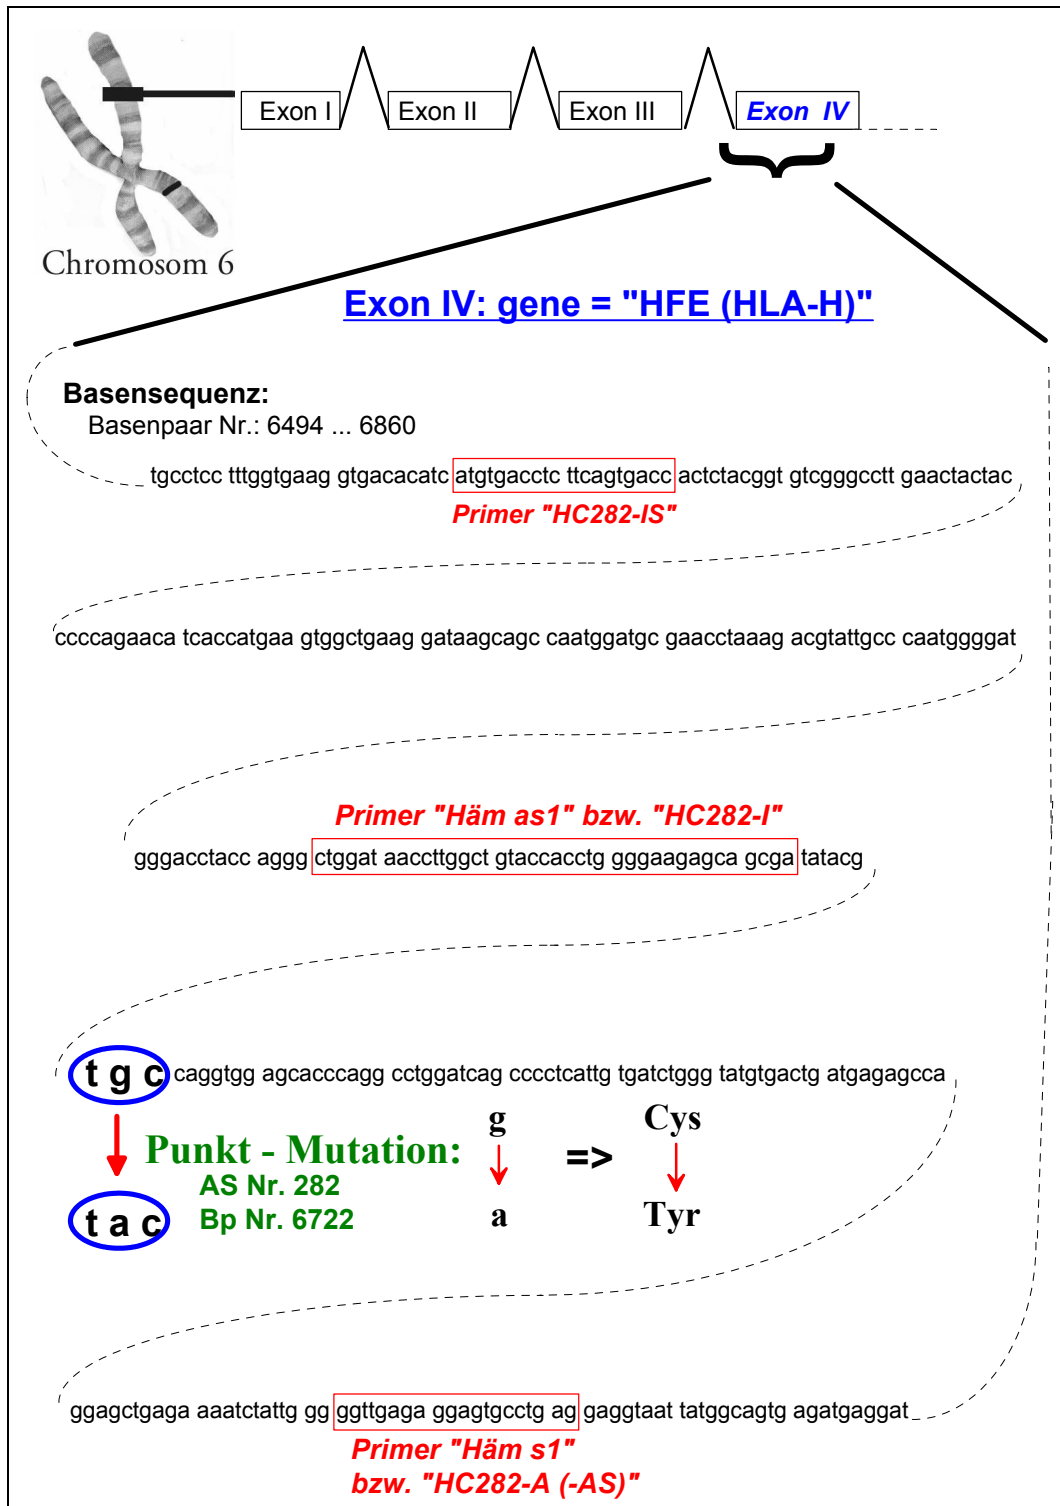 Exon I Exon II Exon III Exon IV
Chromosom 6
Exon IV: gene = "HFE (HLA-H)"
Basensequenz:
Basenpaar Nr.: 6494 ... 6860
tgcctcc tttggtgaag gtgacacatc atgtgacctc ttcagtgacc actctacggt gtcgggcctt gaactactac
Primer "HC282-IS"
ccccagaaca tcaccatgaa gtggctgaag gataagcagc caatggatgc gaacctaaag acgtattgcc caatggggat
Primer "Häm as1" bzw. "HC282-I"
gggacctacc aggg ctggat aaccttggct gtaccacctg gggaagagca gcga tatacg
t g c caggtgg agcacccagg cctggatcag cccctcattg tgatctgggt tatgtgactg atgagagcca
g Cys
Punkt - Mutation: =>
AS Nr. 282
Bp Nr. 6722
t a c a Tyr
ggagctgaga aaatctattg gg ggttgaga ggagtgcctg ag gaggtaat tatggcagtg agatgaggat
Primer "Häm s1"
bzw. "HC282-A (-AS)"